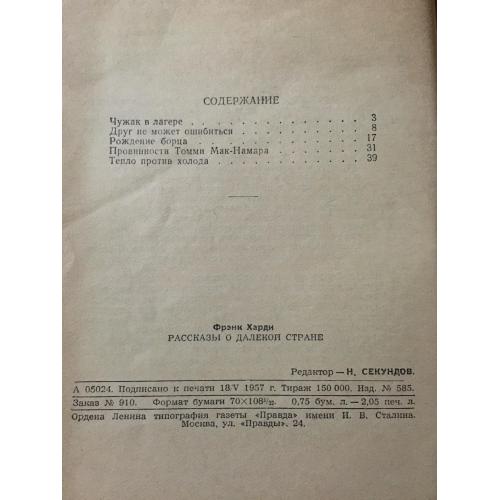 СОДЕРЖАНИЕ
Чужак в лагере . . . . . . . . . . . . . . 3
Друг не может ошибиться . . . . . . . . . . 8
Рождение борца . . . . . . . . . . . . . . 17
Провинности Томми Мак-Намара . . . . . . . 31
Тепло против холода . . . . . . . . . . . . 39
Фрэнк Харди
РАССКАЗЫ О ДАЛЕКОЙ СТРАНЕ
Редактор — Н. СЕКУНДОВ.
А 05024. Подписано к печати 18/V 1957 г. Тираж 150 000. Изд. № 585.
Заказ № 910. Формат бумаги 70×108¹/₃₂. 0,75 бум. л. — 2,05 печ. л.
Ордена Ленина типография газеты «Правда» имени И. В. Сталина.
Москва, ул. «Правды», 24.